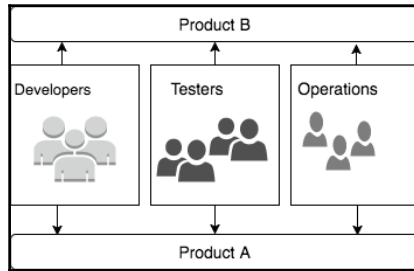 Product B
Developers
Testers
Operations
Product A